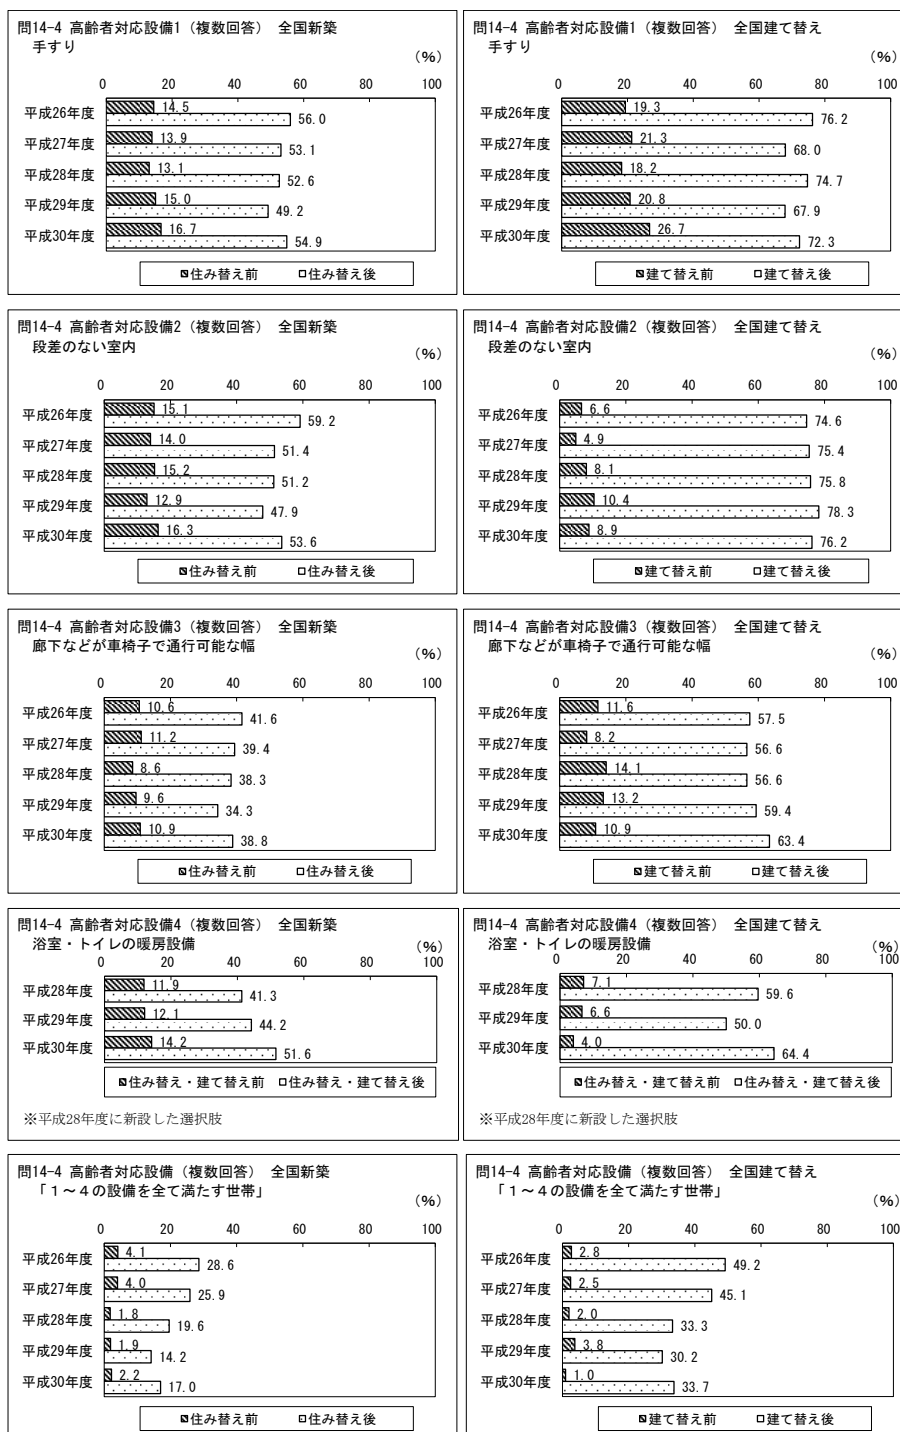 問14-4 高齢者対応設備1（複数回答） 全国新築
手すり
(%)
0 20 40 60 80 100
平成26年度 14.5 56.0
平成27年度 13.9 53.1
平成28年度 13.1 52.6
平成29年度 15.0 49.2
平成30年度 16.7 54.9
住み替え前 住み替え後
問14-4 高齢者対応設備1（複数回答） 全国建て替え
手すり
(%)
0 20 40 60 80 100
平成26年度 19.3 76.2
平成27年度 21.3 68.0
平成28年度 18.2 74.7
平成29年度 20.8 67.9
平成30年度 26.7 72.3
建て替え前 建て替え後
問14-4 高齢者対応設備2（複数回答） 全国新築
段差のない室内
(%)
0 20 40 60 80 100
平成26年度 15.1 59.2
平成27年度 14.0 51.4
平成28年度 15.2 51.2
平成29年度 12.9 47.9
平成30年度 16.3 53.6
住み替え前 住み替え後
問14-4 高齢者対応設備2（複数回答） 全国建て替え
段差のない室内
(%)
0 20 40 60 80 100
平成26年度 6.6 74.6
平成27年度 4.9 75.4
平成28年度 8.1 75.8
平成29年度 10.4 78.3
平成30年度 8.9 76.2
建て替え前 建て替え後
問14-4 高齢者対応設備3（複数回答） 全国新築
廊下などが車椅子で通行可能な幅
(%)
0 20 40 60 80 100
平成26年度 10.6 41.6
平成27年度 11.2 39.4
平成28年度 8.6 38.3
平成29年度 9.6 34.3
平成30年度 10.9 38.8
住み替え前 住み替え後
問14-4 高齢者対応設備3（複数回答） 全国建て替え
廊下などが車椅子で通行可能な幅
(%)
0 20 40 60 80 100
平成26年度 11.6 57.5
平成27年度 8.2 56.6
平成28年度 14.1 56.6
平成29年度 13.2 59.4
平成30年度 10.9 63.4
建て替え前 建て替え後
問14-4 高齢者対応設備4（複数回答） 全国新築
浴室・トイレの暖房設備
(%)
0 20 40 60 80 100
平成28年度 11.9 41.3
平成29年度 12.1 44.2
平成30年度 14.2 51.6
住み替え・建て替え前 住み替え・建て替え後
※平成28年度に新設した選択肢
問14-4 高齢者対応設備4（複数回答） 全国建て替え
浴室・トイレの暖房設備
(%)
0 20 40 60 80 100
平成28年度 7.1 59.6
平成29年度 6.6 50.0
平成30年度 4.0 64.4
住み替え・建て替え前 住み替え・建て替え後
※平成28年度に新設した選択肢
問14-4 高齢者対応設備（複数回答） 全国新築
「１～４の設備を全て満たす世帯」
(%)
0 20 40 60 80 100
平成26年度 4.1 28.6
平成27年度 4.0 25.9
平成28年度 1.8 19.6
平成29年度 1.9 14.2
平成30年度 2.2 17.0
住み替え前 住み替え後
問14-4 高齢者対応設備（複数回答） 全国建て替え
「１～４の設備を全て満たす世帯」
(%)
0 20 40 60 80 100
平成26年度 2.8 49.2
平成27年度 2.5 45.1
平成28年度 2.0 33.3
平成29年度 3.8 30.2
平成30年度 1.0 33.7
建て替え前 建て替え後